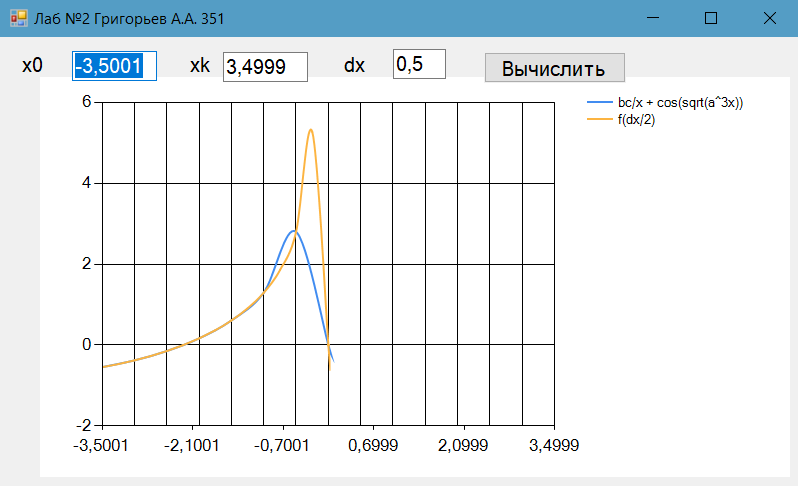 Лаб №2 Григорьев А.А. 351
x0 -3,5001 xk 3,4999 dx 0,5 Вычислить
bc/x + cos(sqrt(a^3x))
f(dx/2)
6
4
2
0
-2
-3,5001 -2,1001 -0,7001 0,6999 2,0999 3,4999